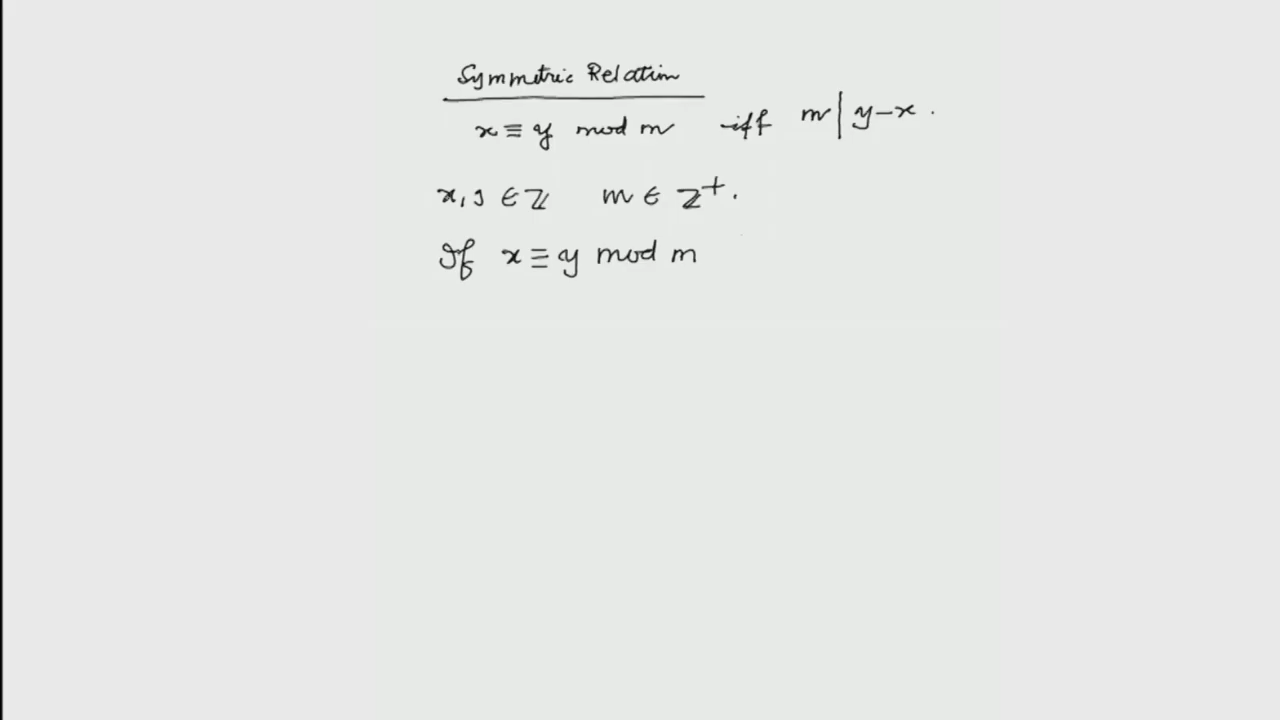 Symmetric Relation
x ≡ y mod m iff m | y-x .
x, y ∈ ℤ m ∈ ℤ⁺.
If x ≡ y mod m